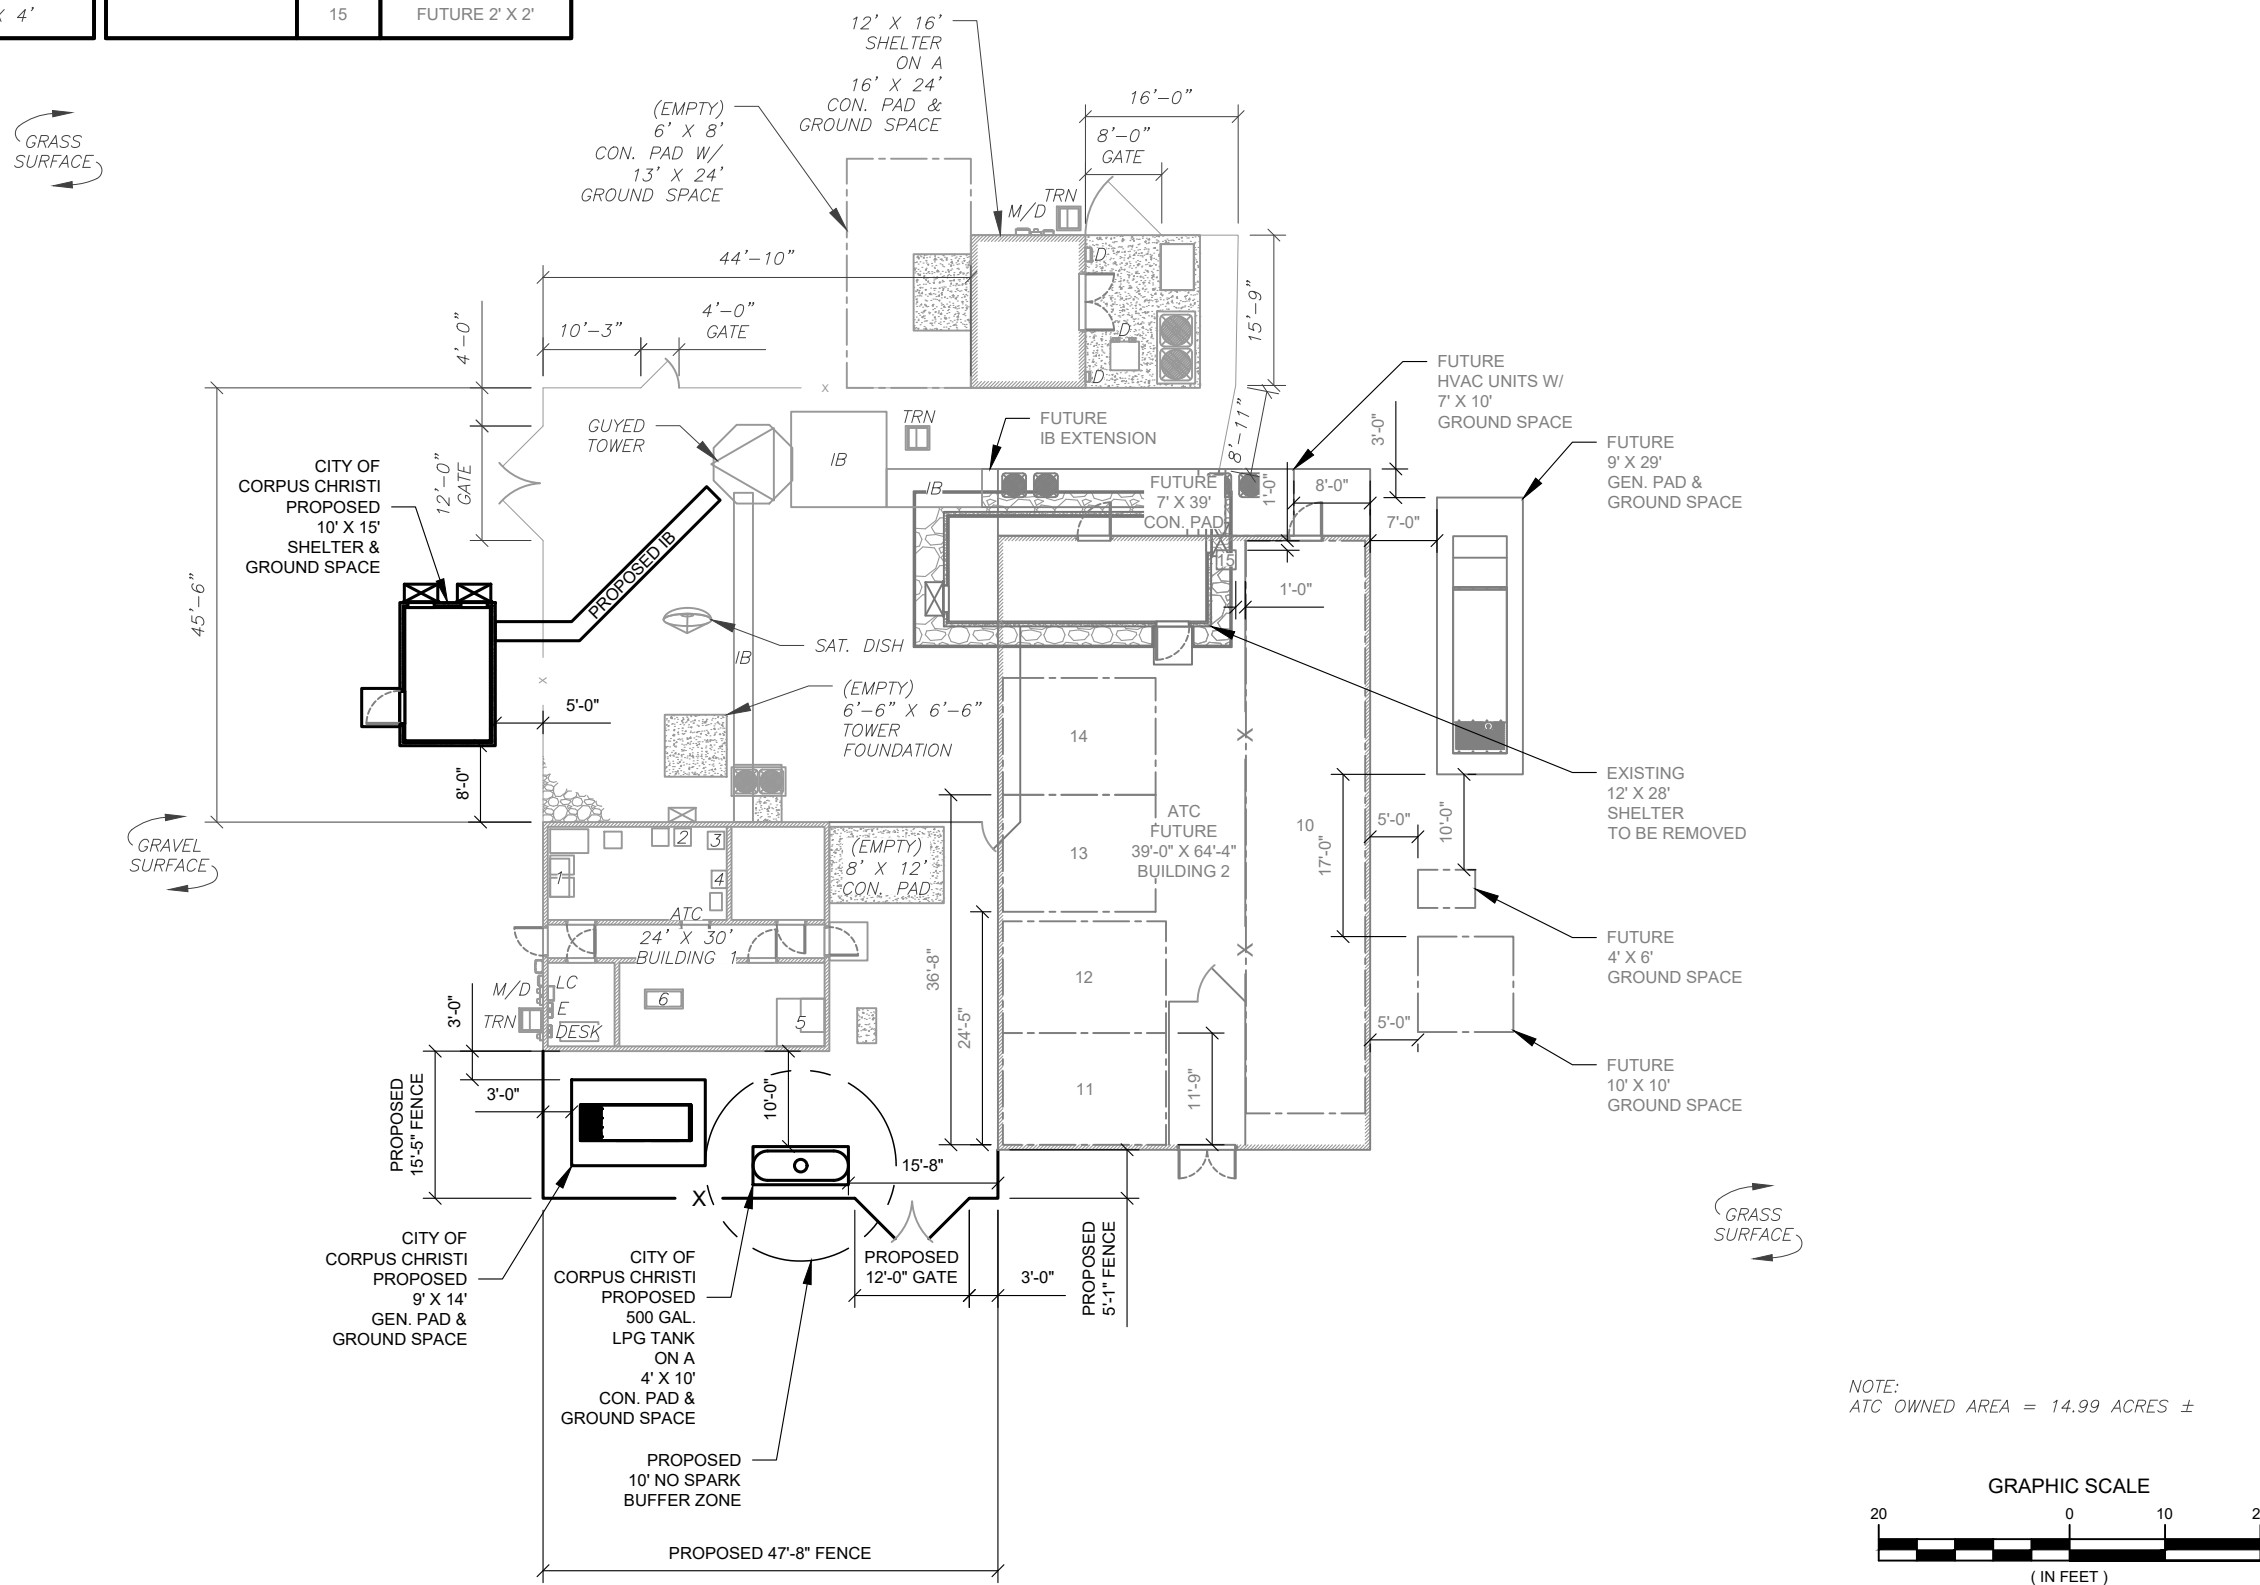 X 4'
15
FUTURE 2' X 2'
GRASS
SURFACE
12' X 16'
SHELTER
ON A
16' X 24'
CON. PAD &
GROUND SPACE
(EMPTY)
6' X 8'
CON. PAD W/
13' X 24'
GROUND SPACE
16'-0"
8'-0"
GATE
TRN
M/D
D
D
D
44'-10"
4'-0"
GATE
10'-3"
4'-0"
15'-9"
8'-11"
X
GUYED
TOWER
TRN
IB
IB
FUTURE
IB EXTENSION
FUTURE
HVAC UNITS W/
7' X 10'
GROUND SPACE
3'-0"
FUTURE
9' X 29'
GEN. PAD &
GROUND SPACE
12'-0"
GATE
CITY OF
CORPUS CHRISTI
PROPOSED
10' X 15'
SHELTER &
GROUND SPACE
FUTURE
7' X 39'
CON. PAD
1'-0"
8'-0"
7'-0"
15
1'-0"
45'-6"
PROPOSED IB
IB
SAT. DISH
X
5'-0"
(EMPTY)
6'-6" X 6'-6"
TOWER
FOUNDATION
8'-0"
14
C
EXISTING
12' X 28'
SHELTER
TO BE REMOVED
GRAVEL
SURFACE
ATC
FUTURE
39'-0" X 64'-4"
BUILDING 2
13
10
17'-0"
5'-0"
10'-0"
(EMPTY)
8' X 12'
CON. PAD
1
2
3
4
ATC
24' X 30'
BUILDING 1
M/D
LC
E
TRN
DESK
6
5
36'-8"
24'-5"
12
11
11'-9"
FUTURE
4' X 6'
GROUND SPACE
5'-0"
FUTURE
10' X 10'
GROUND SPACE
3'-0"
3'-0"
PROPOSED
15'-5" FENCE
10'-0"
15'-8"
X
CITY OF
CORPUS CHRISTI
PROPOSED
9' X 14'
GEN. PAD &
GROUND SPACE
CITY OF
CORPUS CHRISTI
PROPOSED
500 GAL.
LPG TANK
ON A
4' X 10'
CON. PAD &
GROUND SPACE
PROPOSED
12'-0" GATE
3'-0"
PROPOSED
5'-1" FENCE
GRASS
SURFACE
PROPOSED
10' NO SPARK
BUFFER ZONE
PROPOSED 47'-8" FENCE
NOTE:
ATC OWNED AREA = 14.99 ACRES ±
GRAPHIC SCALE
20 0 10 2
( IN FEET )